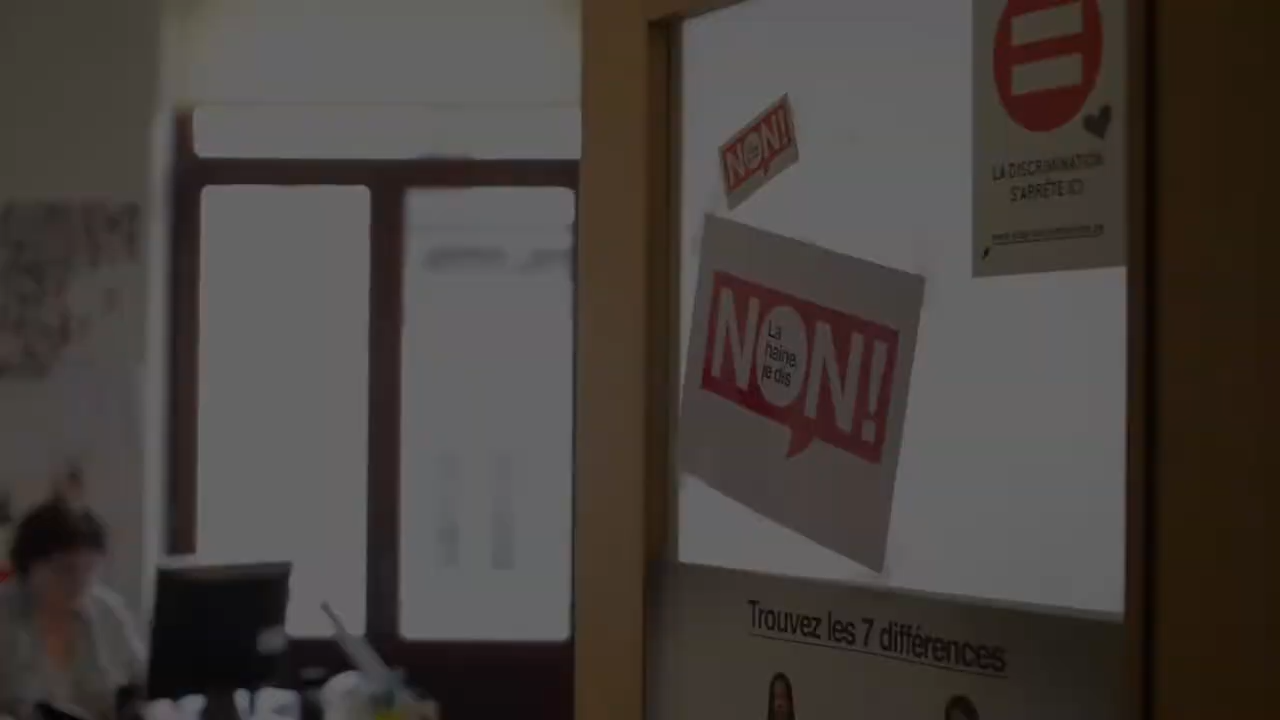 NON!
LA DISCRIMINATION
S'ARRÊTE ICI
NON!
La
haine,
je dis
Trouvez les 7 différences